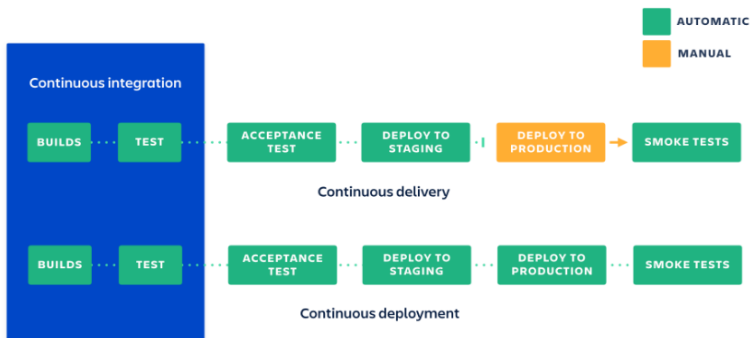 AUTOMATIC
MANUAL
Continuous integration
BUILDS
TEST
ACCEPTANCE
TEST
DEPLOY TO
STAGING
DEPLOY TO
PRODUCTION
SMOKE TESTS
Continuous delivery
BUILDS
TEST
ACCEPTANCE
TEST
DEPLOY TO
STAGING
DEPLOY TO
PRODUCTION
SMOKE TESTS
Continuous deployment